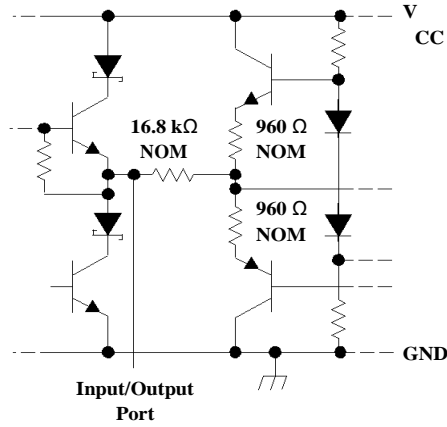 V
CC
16.8 kΩ
NOM
960 Ω
NOM
960 Ω
NOM
GND
Input/Output
Port